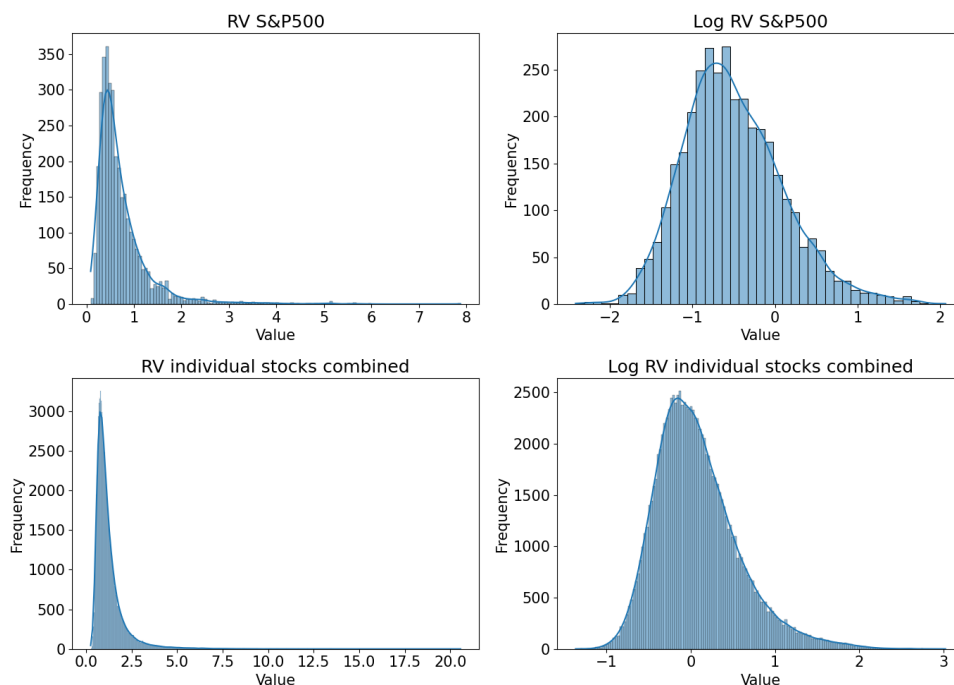 RV S&P500
Frequency
350
300
250
200
150
100
50
0
0 1 2 3 4 5 6 7 8
Value
Log RV S&P500
Frequency
250
200
150
100
50
0
−2 −1 0 1 2
Value
RV individual stocks combined
Frequency
3000
2500
2000
1500
1000
500
0
0.0 2.5 5.0 7.5 10.0 12.5 15.0 17.5 20.0
Value
Log RV individual stocks combined
Frequency
2500
2000
1500
1000
500
0
−1 0 1 2 3
Value